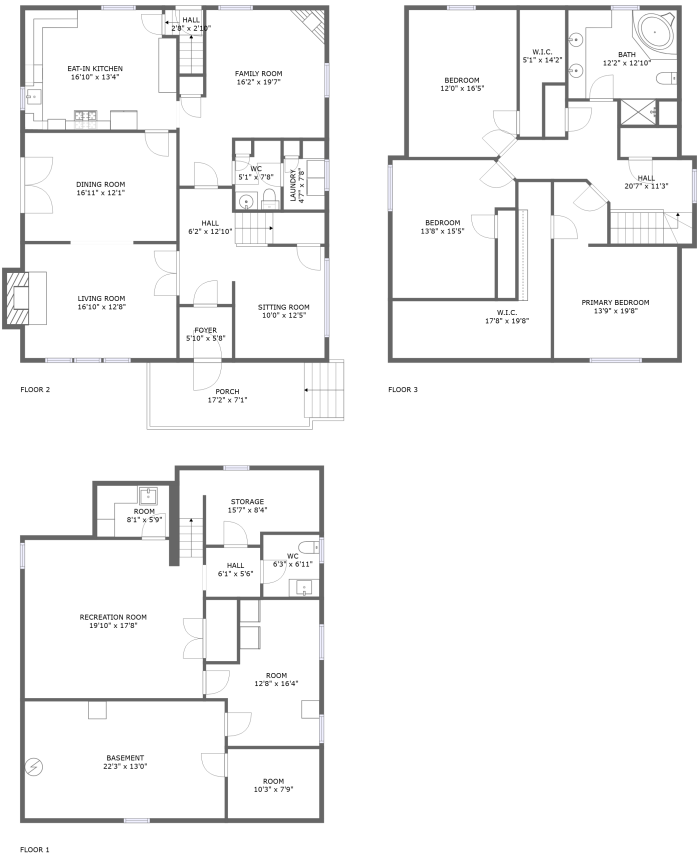 HALL
2'8" x 2'10"
EAT-IN KITCHEN
16'10" x 13'4"
FAMILY ROOM
16'2" x 19'7"
WC
5'1" x 7'8"
LAUNDRY
4'7" x 7'8"
DINING ROOM
16'11" x 12'1"
HALL
6'2" x 12'10"
LIVING ROOM
16'10" x 12'8"
SITTING ROOM
10'0" x 12'5"
FOYER
5'10" x 5'8"
PORCH
17'2" x 7'1"
FLOOR 2
W.I.C.
5'1" x 14'2"
BATH
12'2" x 12'10"
BEDROOM
12'0" x 16'5"
HALL
20'7" x 11'3"
BEDROOM
13'8" x 15'5"
PRIMARY BEDROOM
13'9" x 19'8"
W.I.C.
17'8" x 19'8"
FLOOR 3
STORAGE
15'7" x 8'4"
ROOM
8'1" x 5'9"
WC
6'3" x 6'11"
HALL
6'1" x 5'6"
RECREATION ROOM
19'10" x 17'8"
ROOM
12'8" x 16'4"
BASEMENT
22'3" x 13'0"
ROOM
10'3" x 7'9"
FLOOR 1